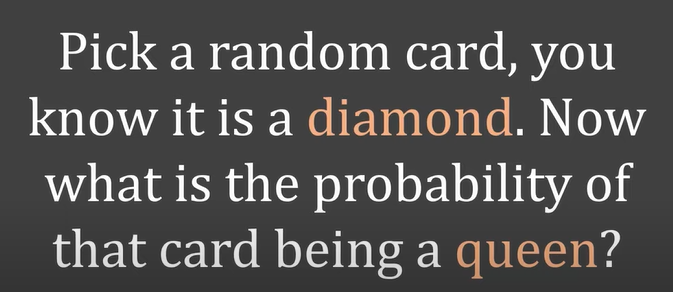 Pick a random card, you
know it is a diamond. Now
what is the probability of
that card being a queen?